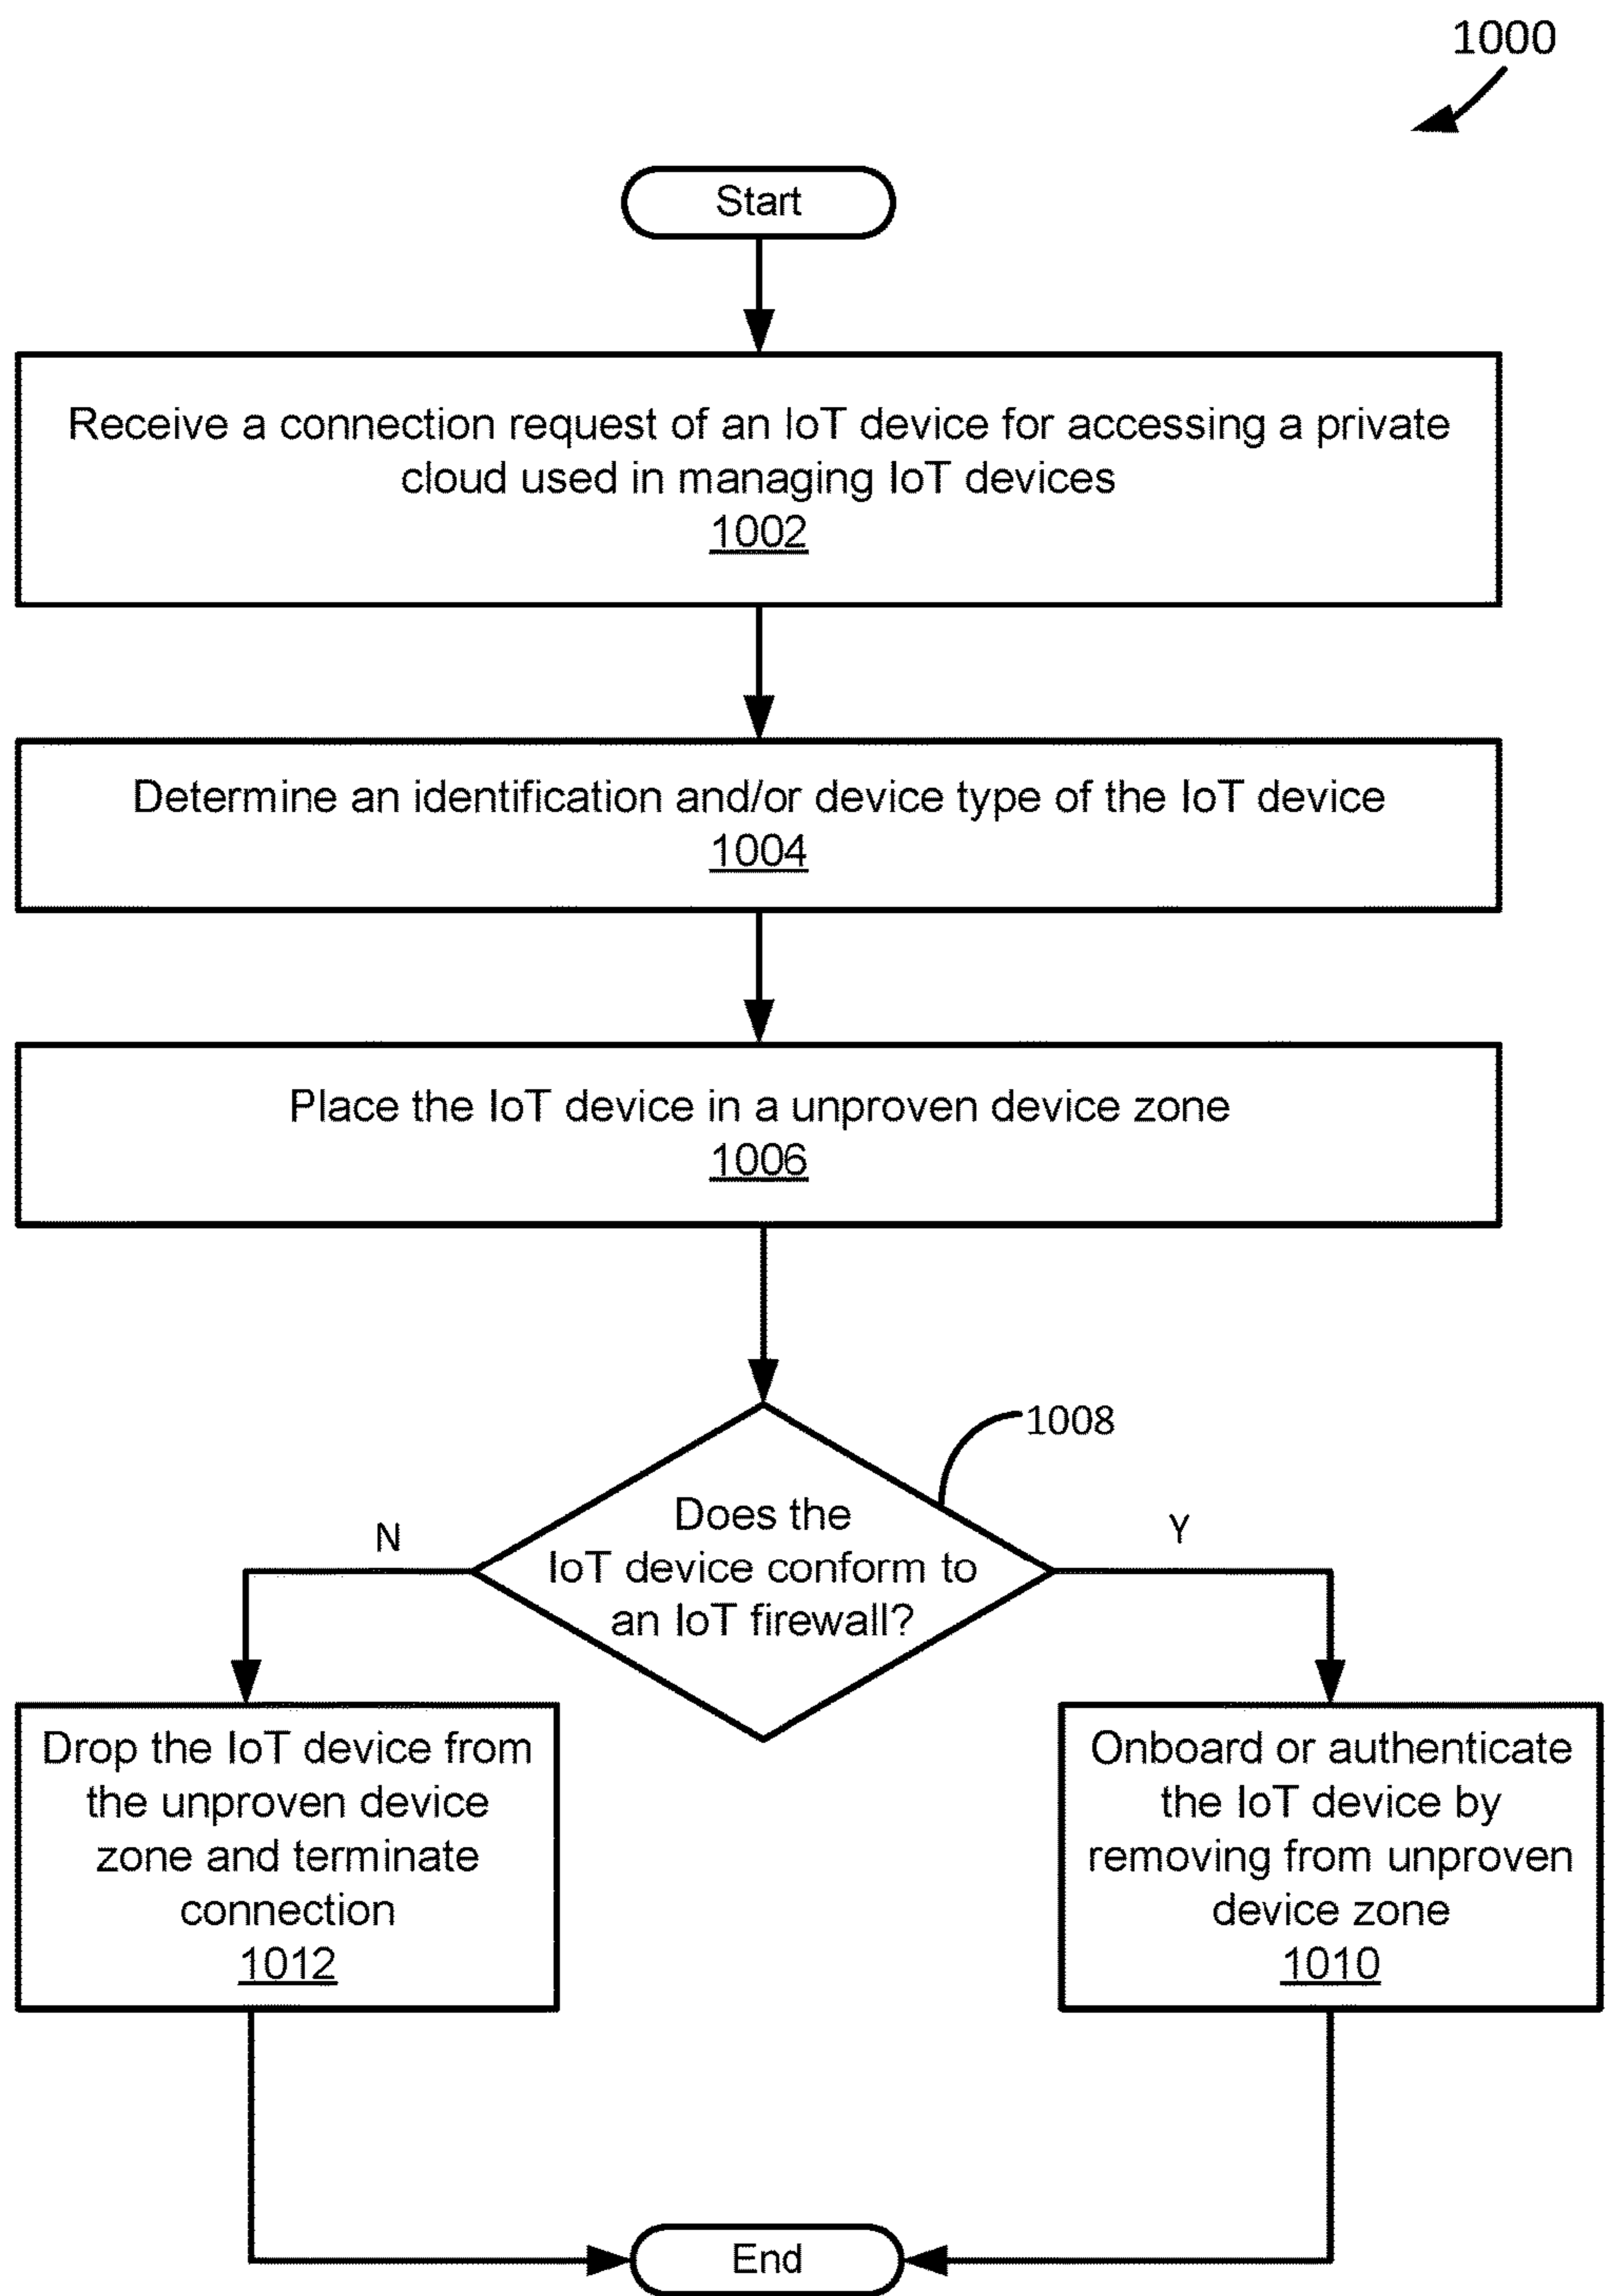 1000
Start
Receive a connection request of an IoT device for accessing a private
cloud used in managing IoT devices
1002
Determine an identification and/or device type of the IoT device
1004
Place the IoT device in a unproven device zone
1006
1008
Does the
IoT device conform to
an IoT firewall?
N
Y
Drop the IoT device from
the unproven device
zone and terminate
connection
1012
Onboard or authenticate
the IoT device by
removing from unproven
device zone
1010
End